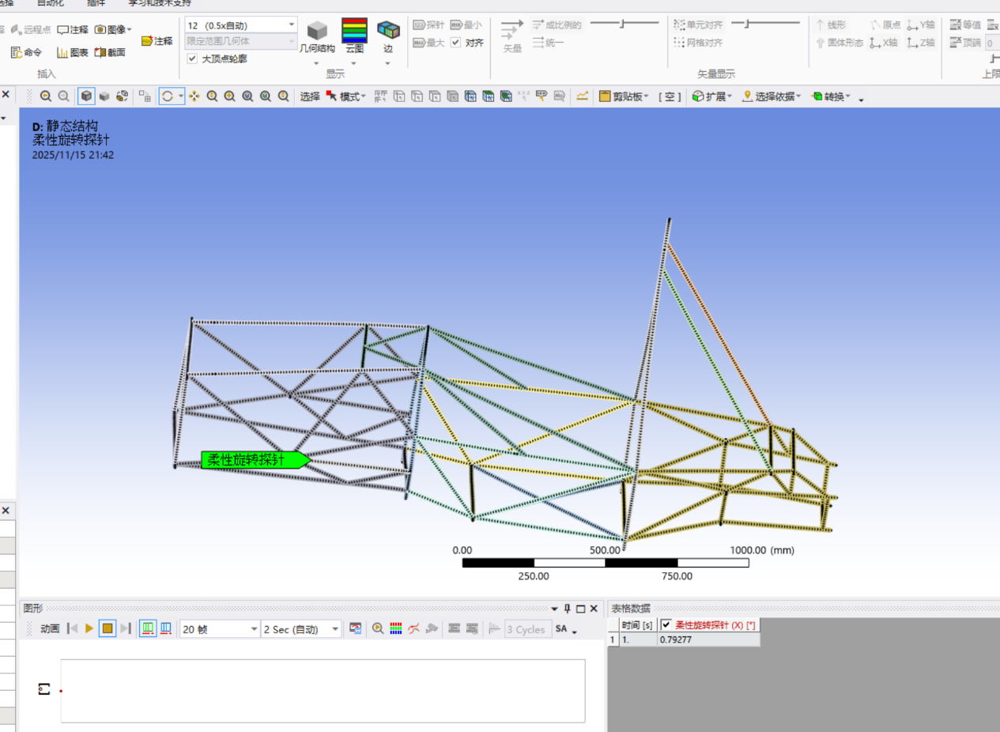 选择 自动化 插件 学习和技术支持
远程点 注释 图像 注释
命令 图表 截面
插入
12 (0.5x自动)
限定范围几何体
大顶点轮廓
几何结构 云图 边
探针 最小
最大 对齐
显示
矢量
成比例的
统一
单元对齐
网格对齐
矢量显示
线形 原点 Y轴
固体形态 X轴 Z轴
等值
顶端 0
上限
选择 模式 剪贴板 [空] 扩展 选择依据 转换
D: 静态结构
柔性旋转探针
2025/11/15 21:42
柔性旋转探针
0.00 500.00 1000.00 (mm)
250.00 750.00
图形
动画 20 帧 2 Sec (自动) 3 Cycles SA
表格数据
时间 [s] 柔性旋转探针 (X) [°]
1 1. 0.79277